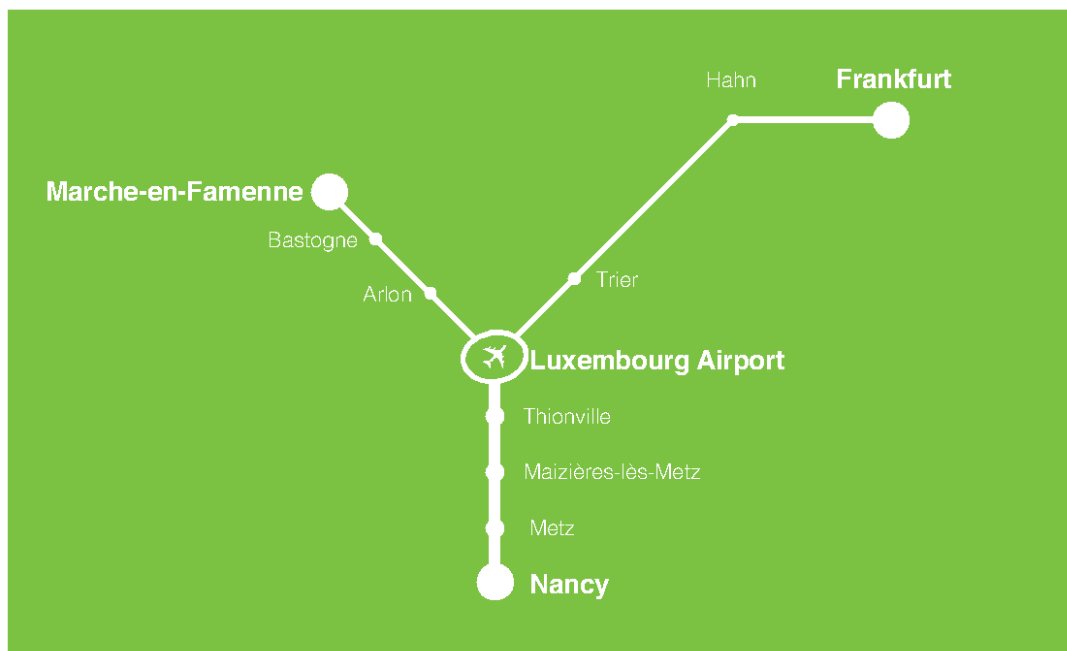 Hahn
Frankfurt
Marche-en-Famenne
Bastogne
Trier
Arlon
Luxembourg Airport
Thionville
Maizières-lès-Metz
Metz
Nancy